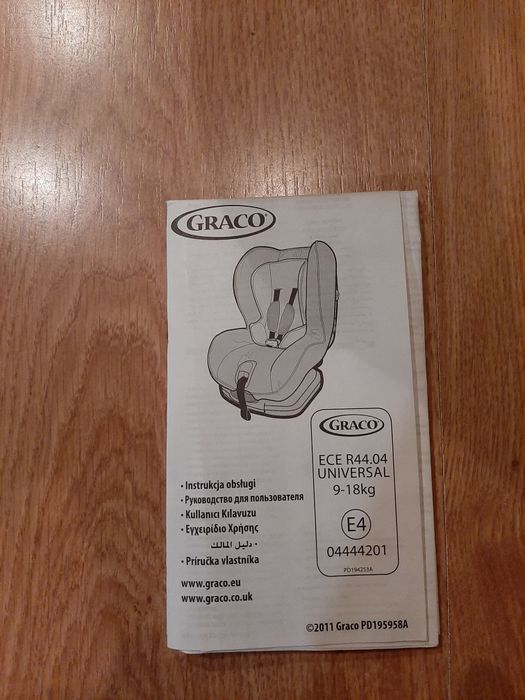 GRACO
GRACO
ECE R44.04
UNIVERSAL
9-18kg
E4
04444201
PD194253A
• Instrukcja obsługi
• Руководство для пользователя
• Kullanıcı Kılavuzu
• Εγχειρίδιο Χρήσης
• دليل المالك
• Príručka vlastníka
www.graco.eu
www.graco.co.uk
©2011 Graco PD195958A